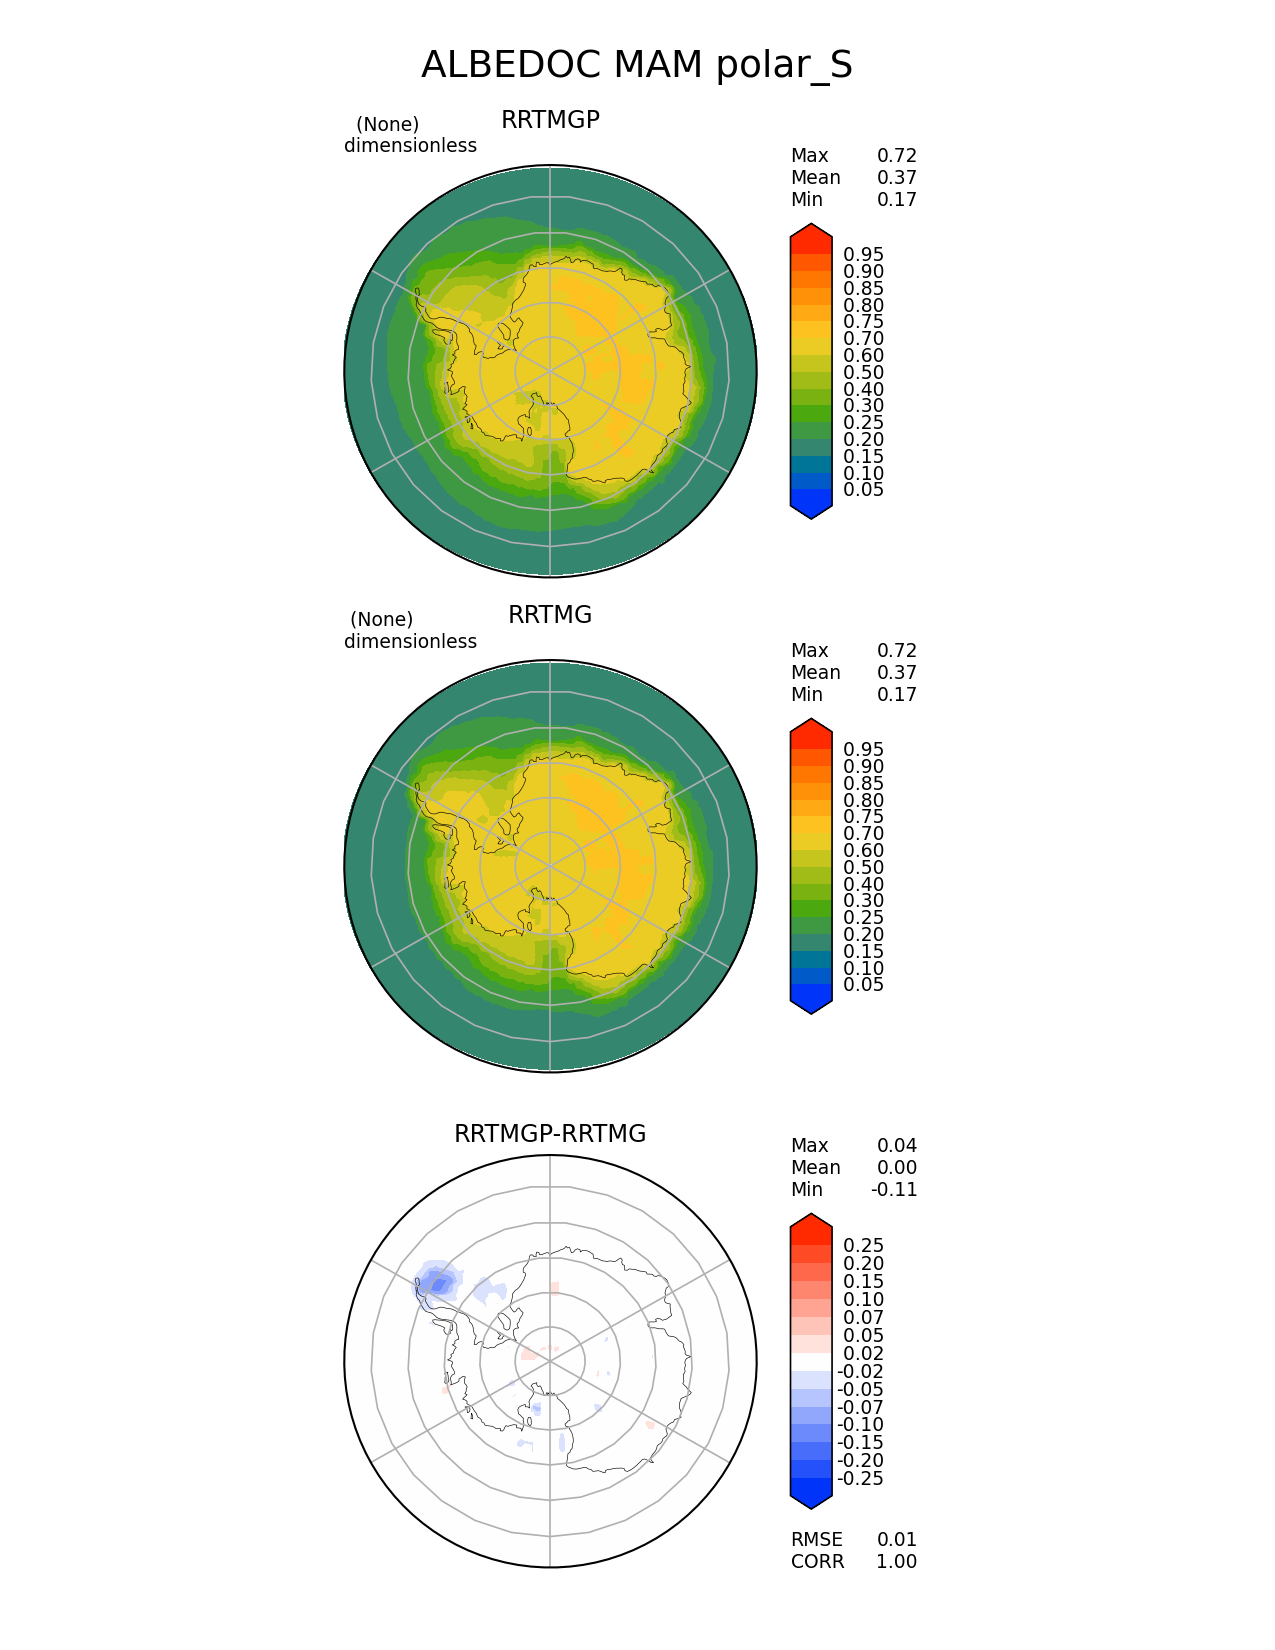 ALBEDOC MAM polar_S
(None)
dimensionless
RRTMGP
Max 0.72
Mean 0.37
Min 0.17
0.95
0.90
0.85
0.80
0.75
0.70
0.60
0.50
0.40
0.30
0.25
0.20
0.15
0.10
0.05
(None)
dimensionless
RRTMG
Max 0.72
Mean 0.37
Min 0.17
0.95
0.90
0.85
0.80
0.75
0.70
0.60
0.50
0.40
0.30
0.25
0.20
0.15
0.10
0.05
RRTMGP-RRTMG
Max 0.04
Mean 0.00
Min -0.11
0.25
0.20
0.15
0.10
0.07
0.05
0.02
-0.02
-0.05
-0.07
-0.10
-0.15
-0.20
-0.25
RMSE 0.01
CORR 1.00